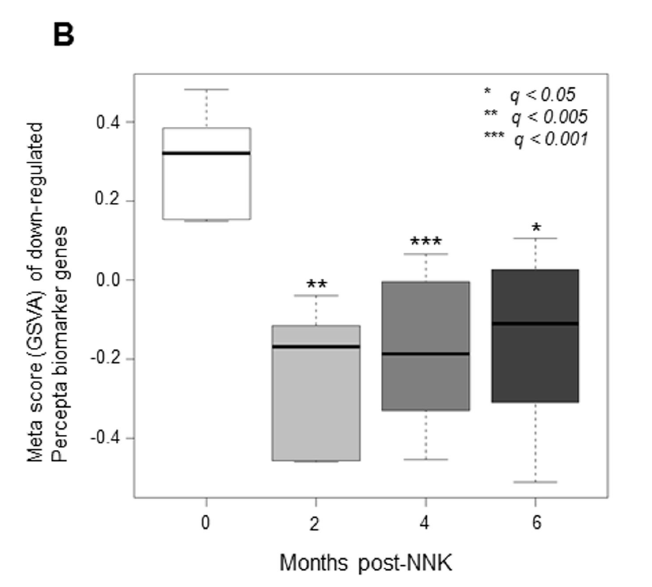 B
* q < 0.05
** q < 0.005
*** q < 0.001
Meta score (GSVA) of down-regulated
Percepta biomarker genes
0.4
0.2
0.0
-0.2
-0.4
**
***
*
0 2 4 6
Months post-NNK